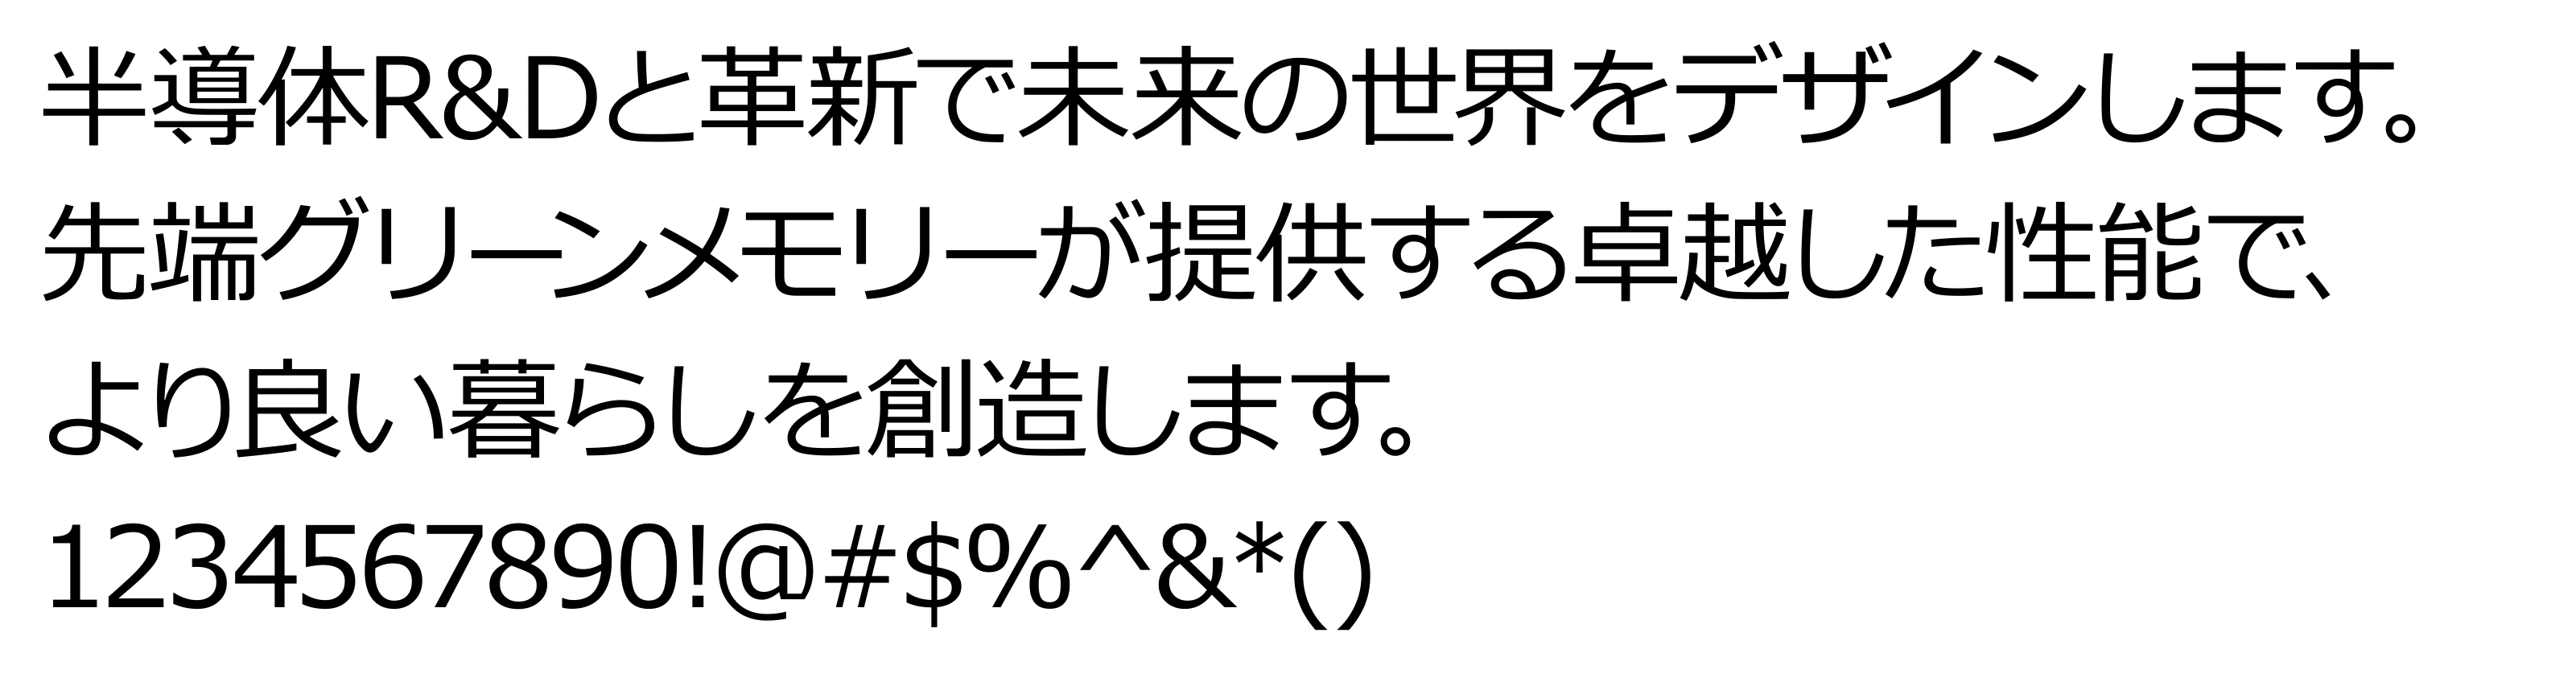 半導体R&Dと革新で未来の世界をデザインします。
先端グリーンメモリーが提供する卓越した性能で、
より良い暮らしを創造します。
1234567890!@#$%^&*()